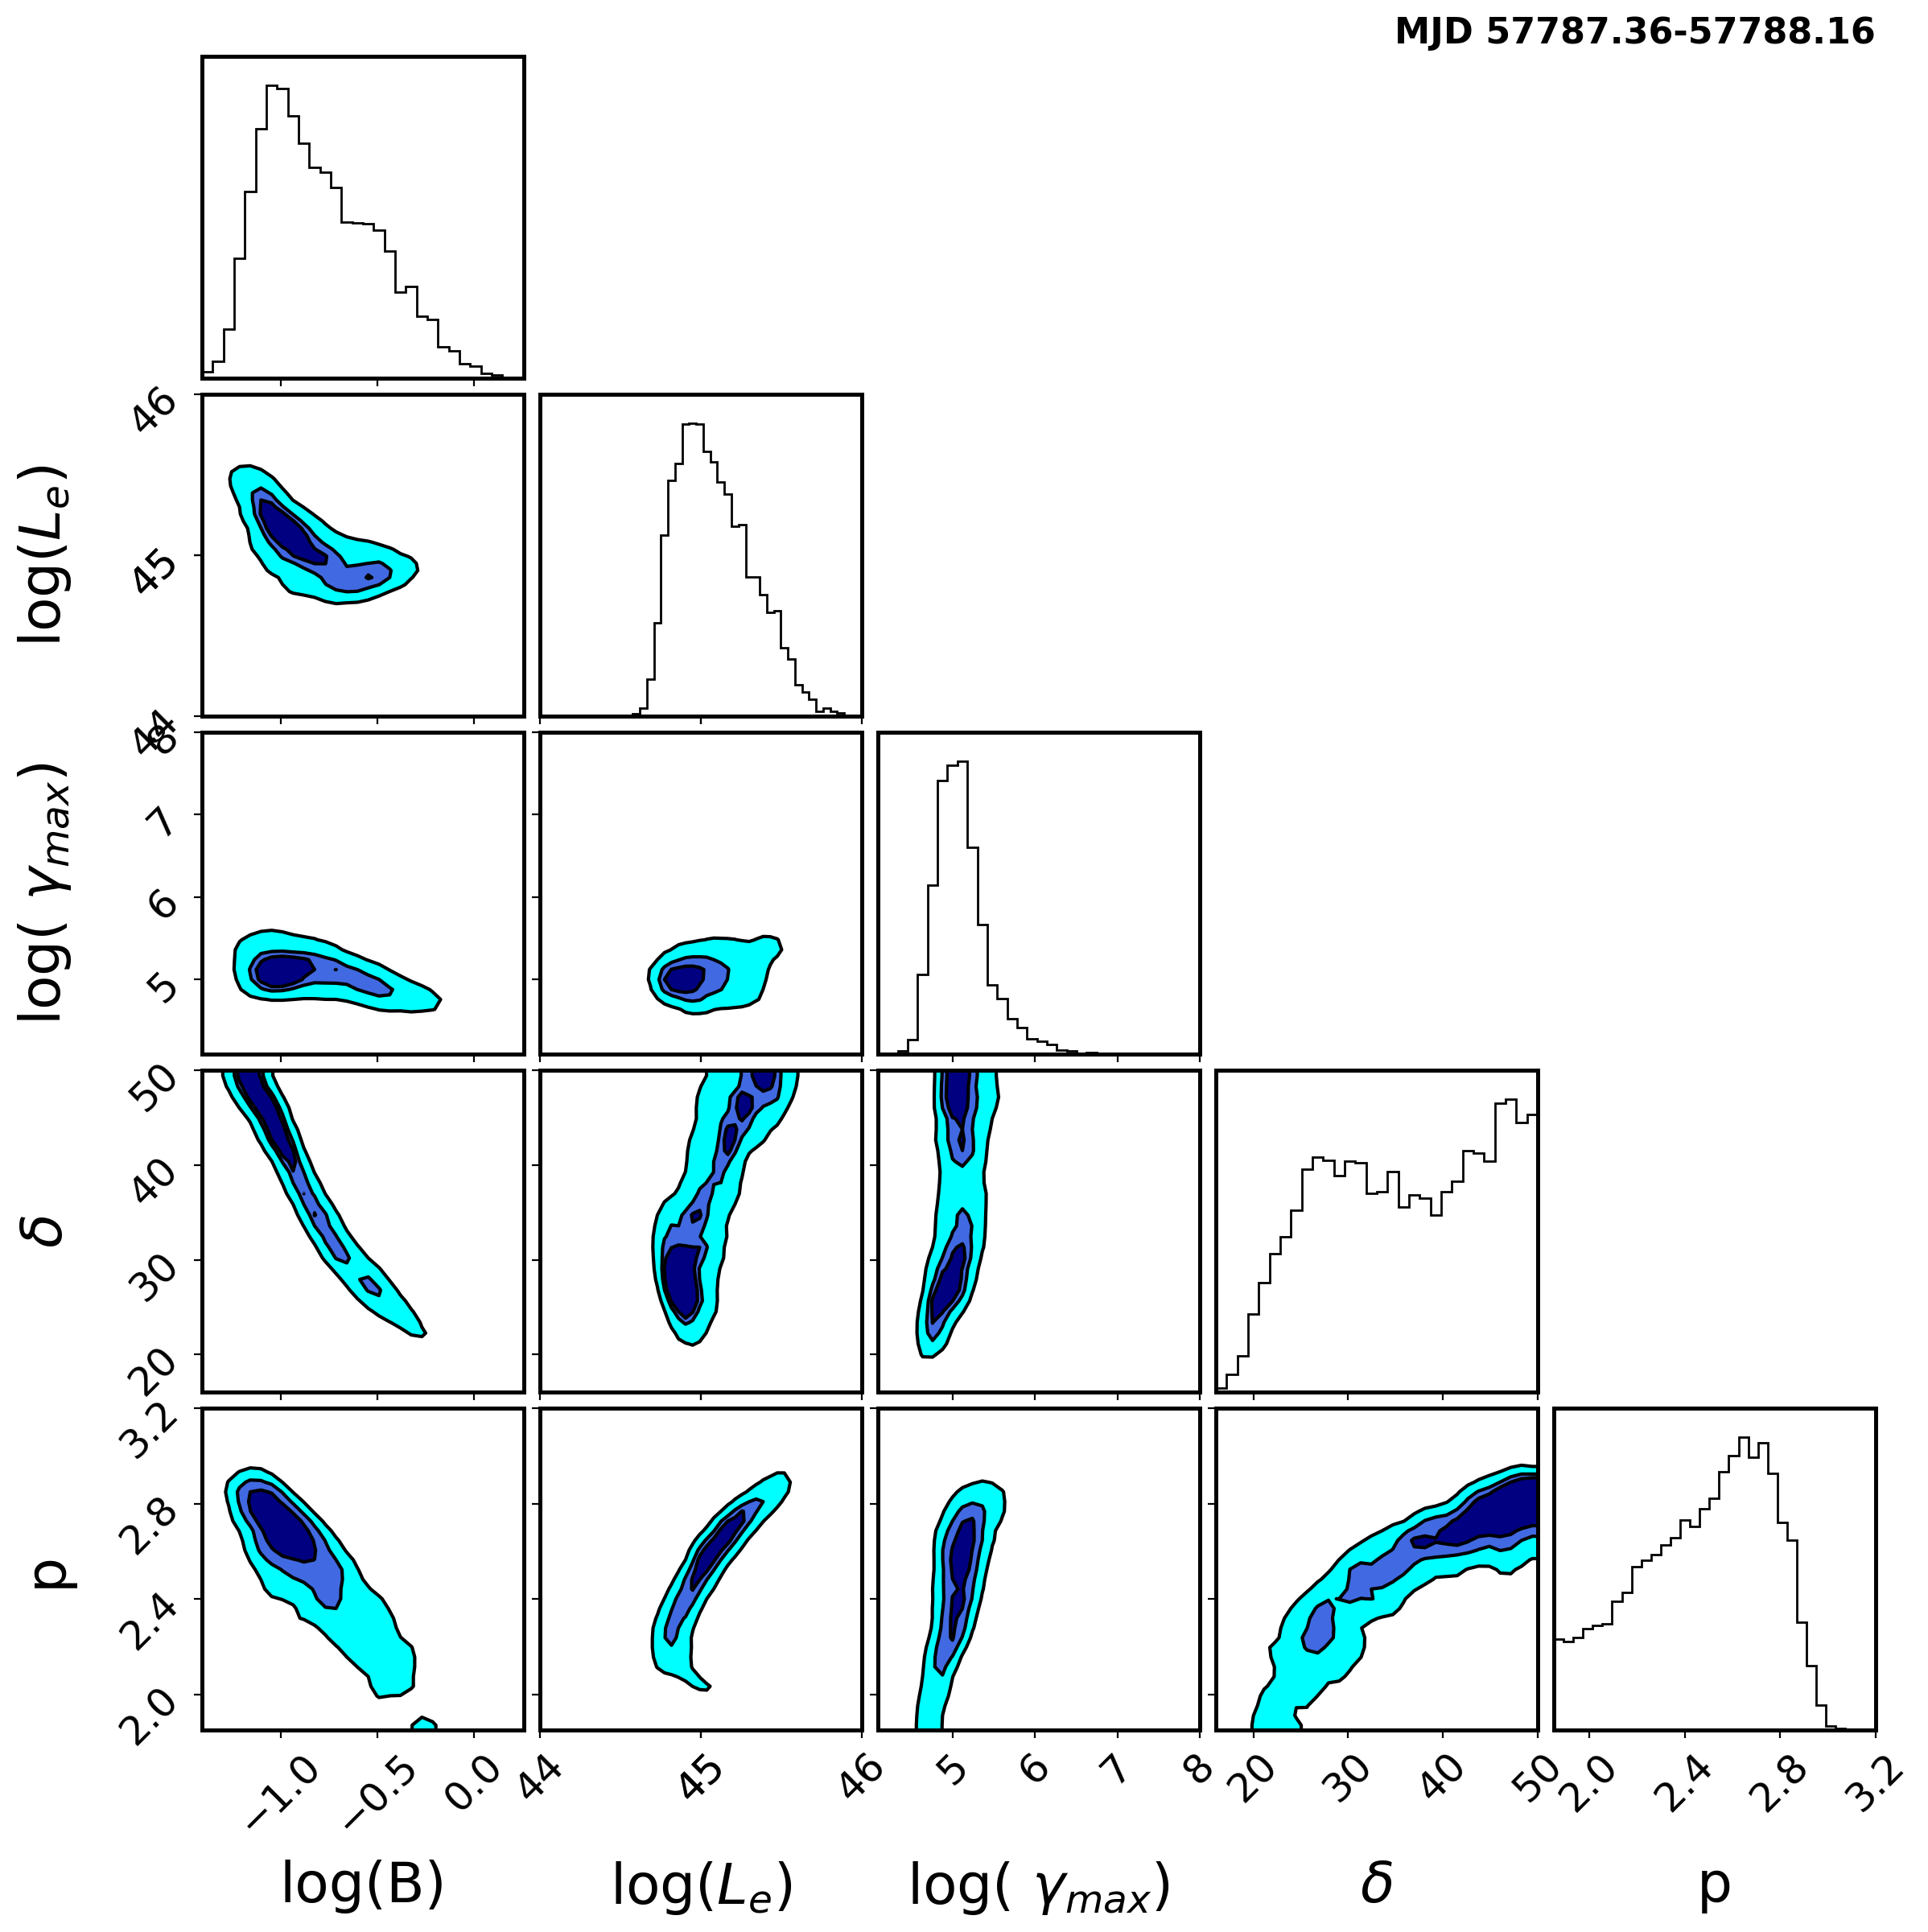 MJD 57787.36-57788.16
log(L_e)
46
45
44
log( γ_max)
8
7
6
5
δ
50
40
30
20
p
3.2
2.8
2.4
2.0
−1.0 −0.5 0.0 44 45 46 5 6 7 8 20 30 40 50 2.0 2.4 2.8 3.2
log(B) log(L_e) log( γ_max) δ p